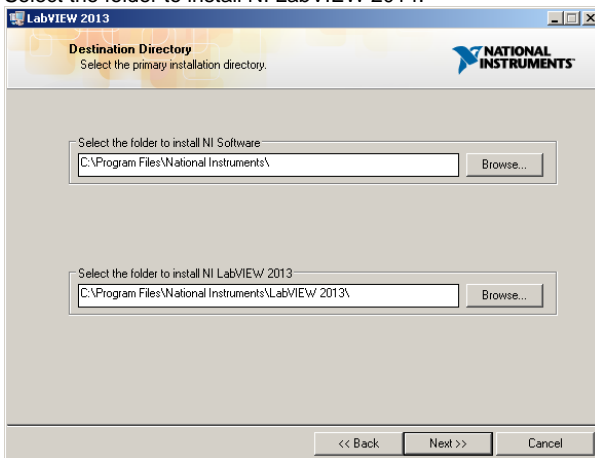 Select the folder to install NI LabVIEW 2014.
LabVIEW 2013
Destination Directory
Select the primary installation directory.
NATIONAL
INSTRUMENTS
Select the folder to install NI Software
C:\Program Files\National Instruments\
Browse...
Select the folder to install NI LabVIEW 2013
C:\Program Files\National Instruments\LabVIEW 2013\
Browse...
<< Back
Next >>
Cancel